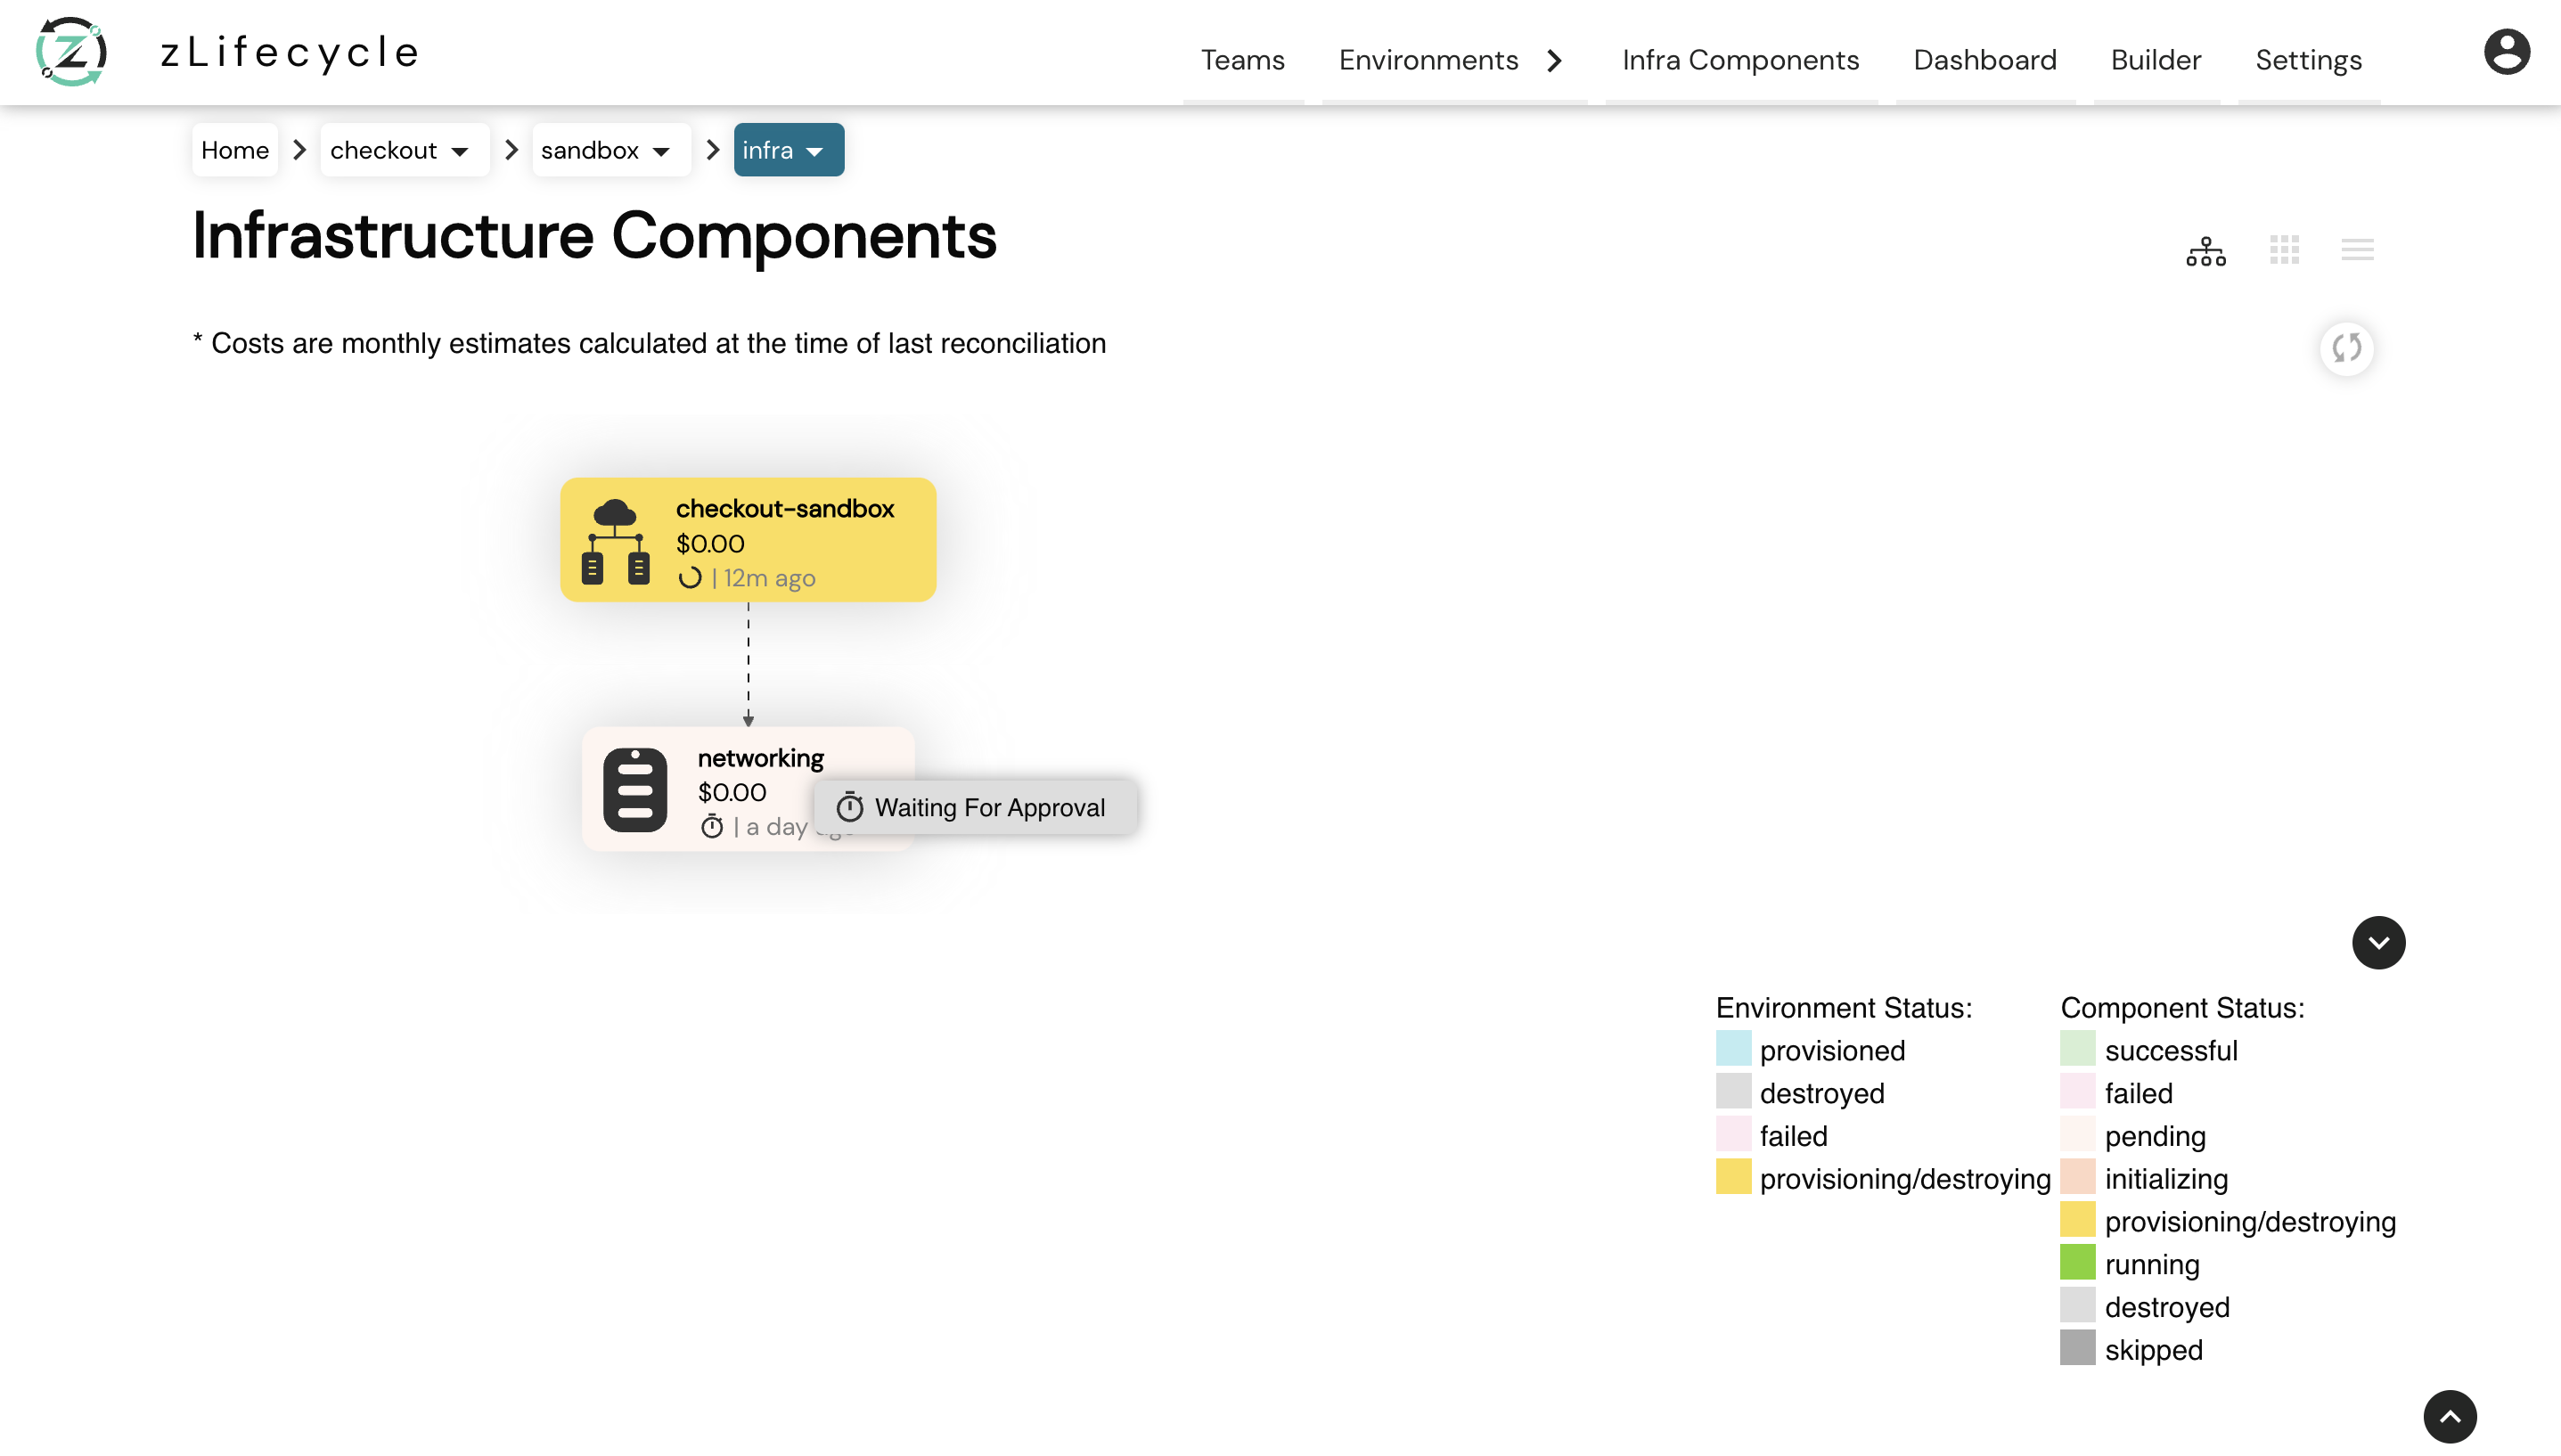 zLifecycle
Teams
Environments
Infra Components
Dashboard
Builder
Settings
Home
checkout
sandbox
infra
Infrastructure Components
* Costs are monthly estimates calculated at the time of last reconciliation
checkout-sandbox
$0.00
| 12m ago
networking
$0.00
| a day ago
Waiting For Approval
Environment Status:
provisioned
destroyed
failed
provisioning/destroying
Component Status:
successful
failed
pending
initializing
provisioning/destroying
running
destroyed
skipped